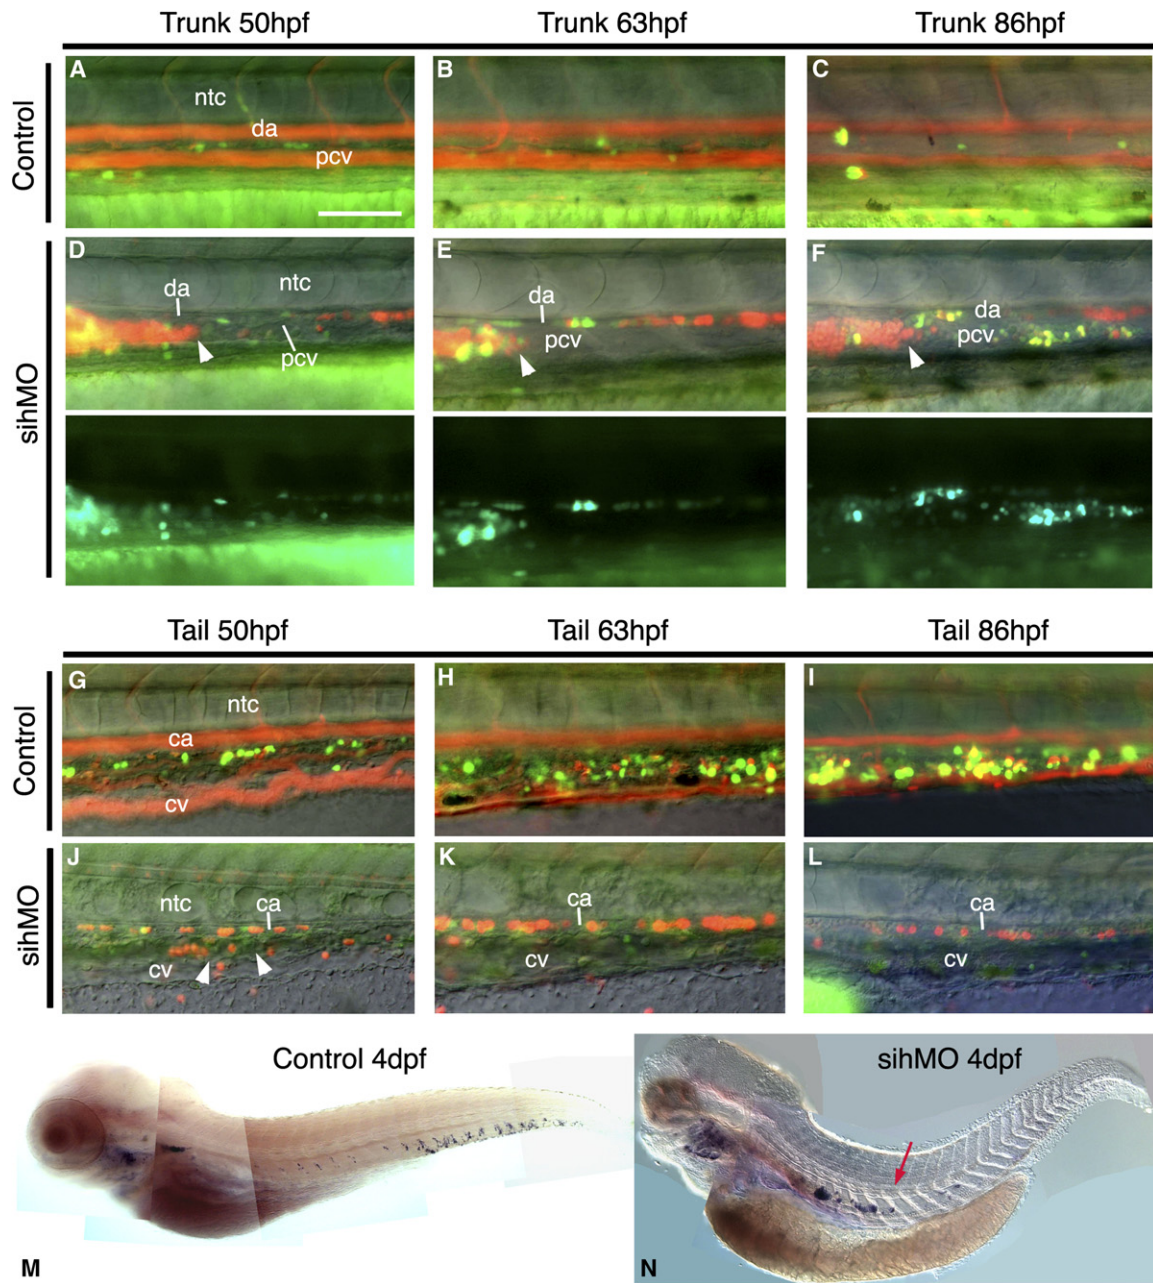 Trunk 50hpf Trunk 63hpf Trunk 86hpf
Control
A ntc da pcv
B
C
sihMO
D da ntc pcv
E da pcv
F da pcv
Tail 50hpf Tail 63hpf Tail 86hpf
Control
G ntc ca cv
H
I
sihMO
J ntc ca cv
K ca cv
L ca cv
Control 4dpf
M
sihMO 4dpf
N